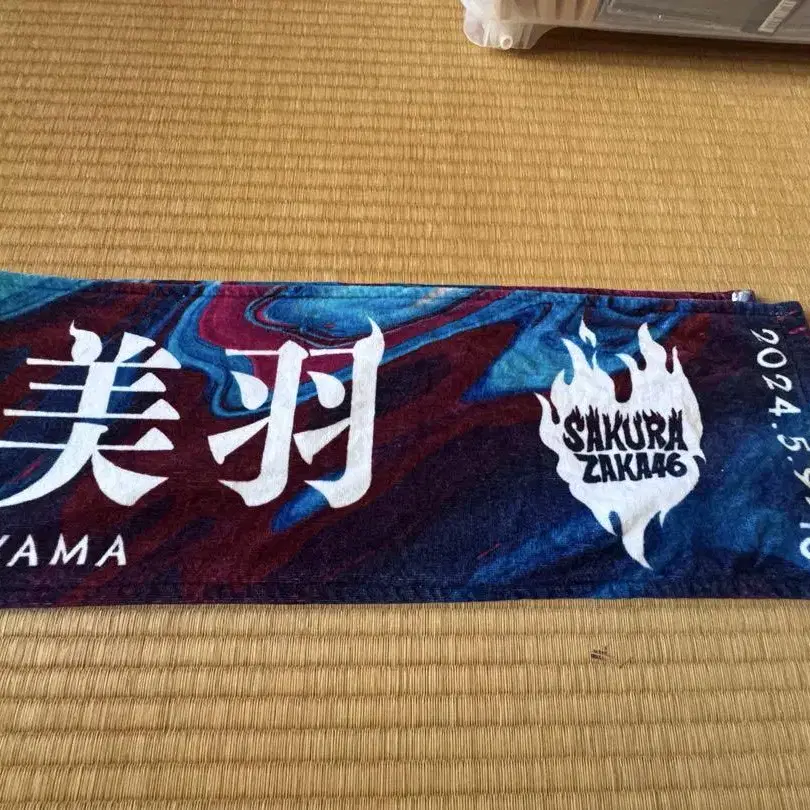 美羽
YAMA
SAKURA
ZAKA46
2024.5.9